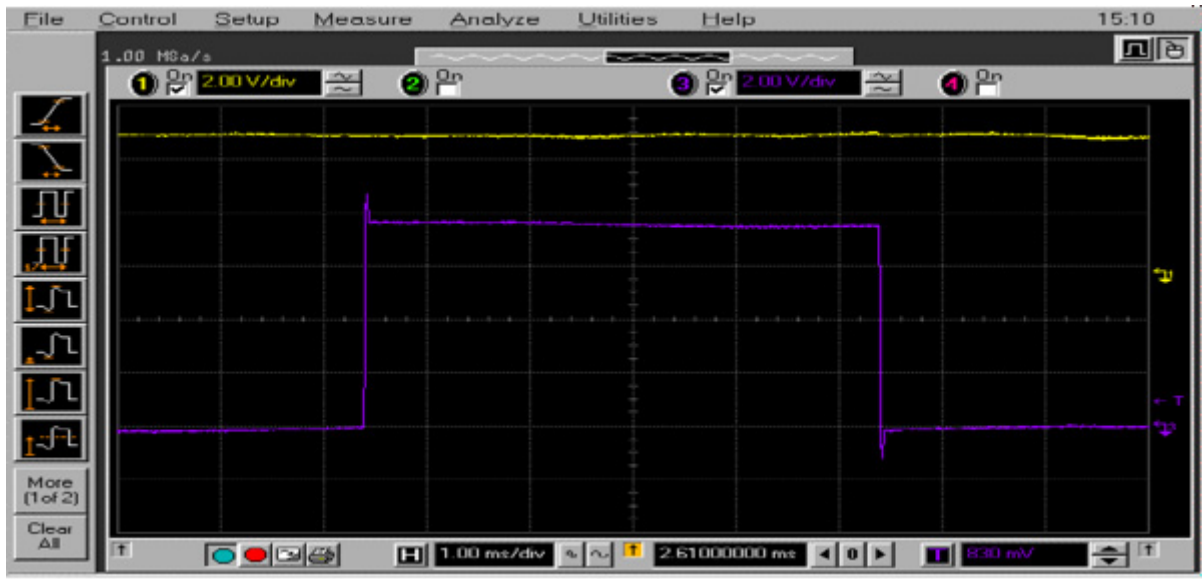 File Control Setup Measure Analyze Utilities Help 15:10
1.00 MSa/s
1 On 2.00 V/div 2 On 3 On 2.00 V/div 4 On
T
More
(1 of 2)
Clear
All
H 1.00 ms/div 2.61000000 ms 0 T 830 mV